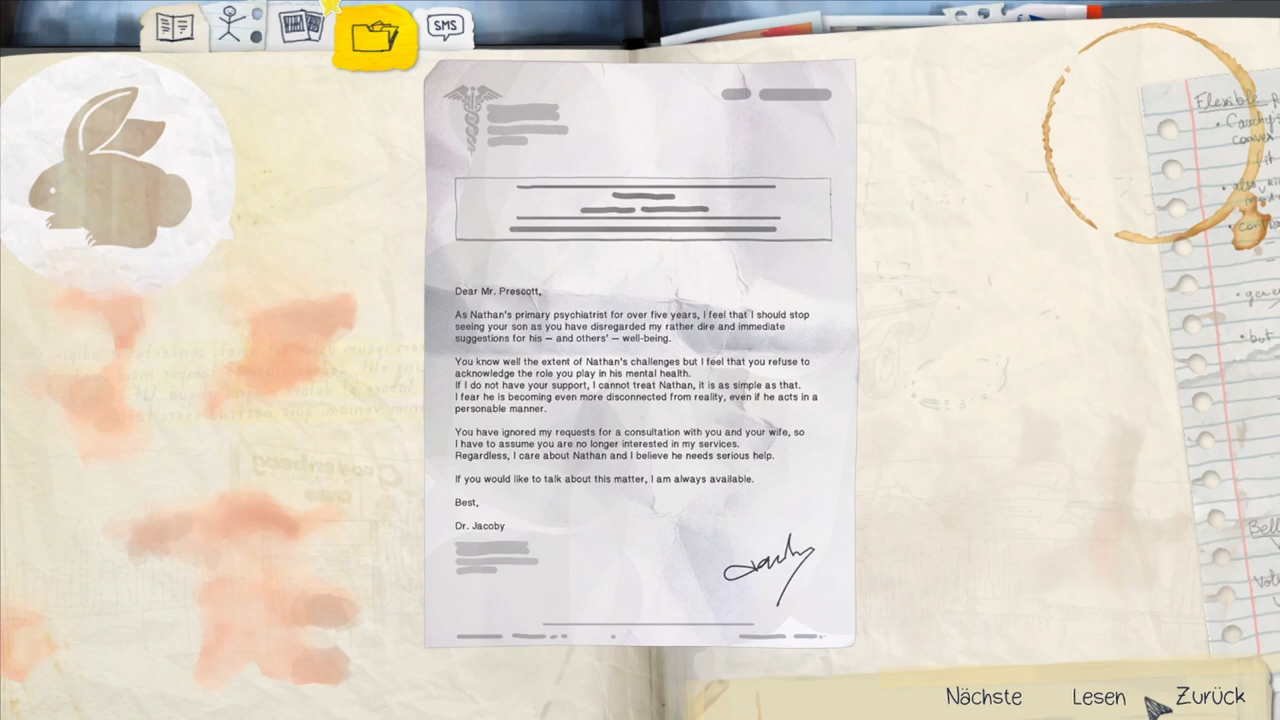 SMS
Flexible
Dear Mr. Prescott,
As Nathan's primary psychiatrist for over five years, I feel that I should stop
seeing your son as you have disregarded my rather dire and immediate
suggestions for his – and others' – well-being.
You know well the extent of Nathan's challenges but I feel that you refuse to
acknowledge the role you play in his mental health.
If I do not have your support, I cannot treat Nathan, it is as simple as that.
I fear he is becoming even more disconnected from reality, even if he acts in a
personable manner.
You have ignored my requests for a consultation with you and your wife, so
I have to assume you are no longer interested in my services.
Regardless, I care about Nathan and I believe he needs serious help.
If you would like to talk about this matter, I am always available.
Best,
Dr. Jacoby
• but
Nächste Lesen Zurück